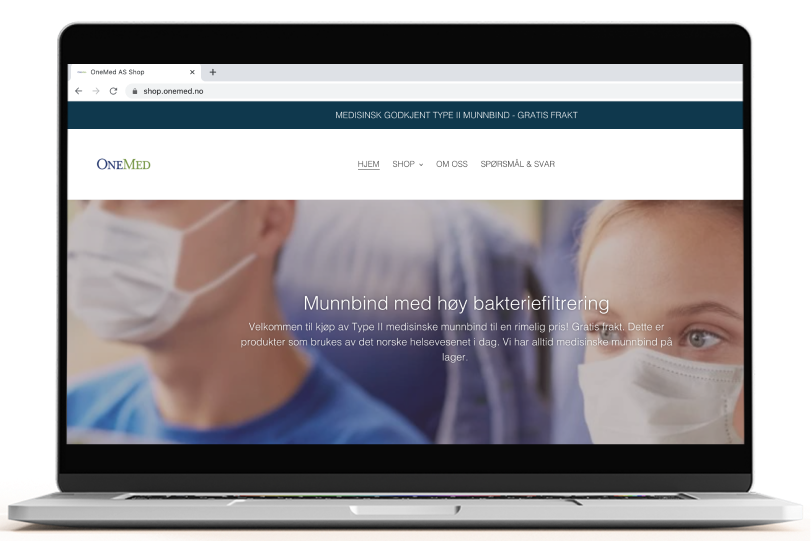 OneMed AS Shop
shop.onemed.no
MEDISINSK GODKJENT TYPE II MUNNBIND - GRATIS FRAKT
ONEMED
HJEM SHOP OM OSS SPØRSMÅL & SVAR
Munnbind med høy bakteriefiltrering
Velkommen til kjøp av Type II medisinske munnbind til en rimelig pris! Gratis frakt. Dette er
produkter som brukes av det norske helsevesenet i dag. Vi har alltid medisinske munnbind på
lager.